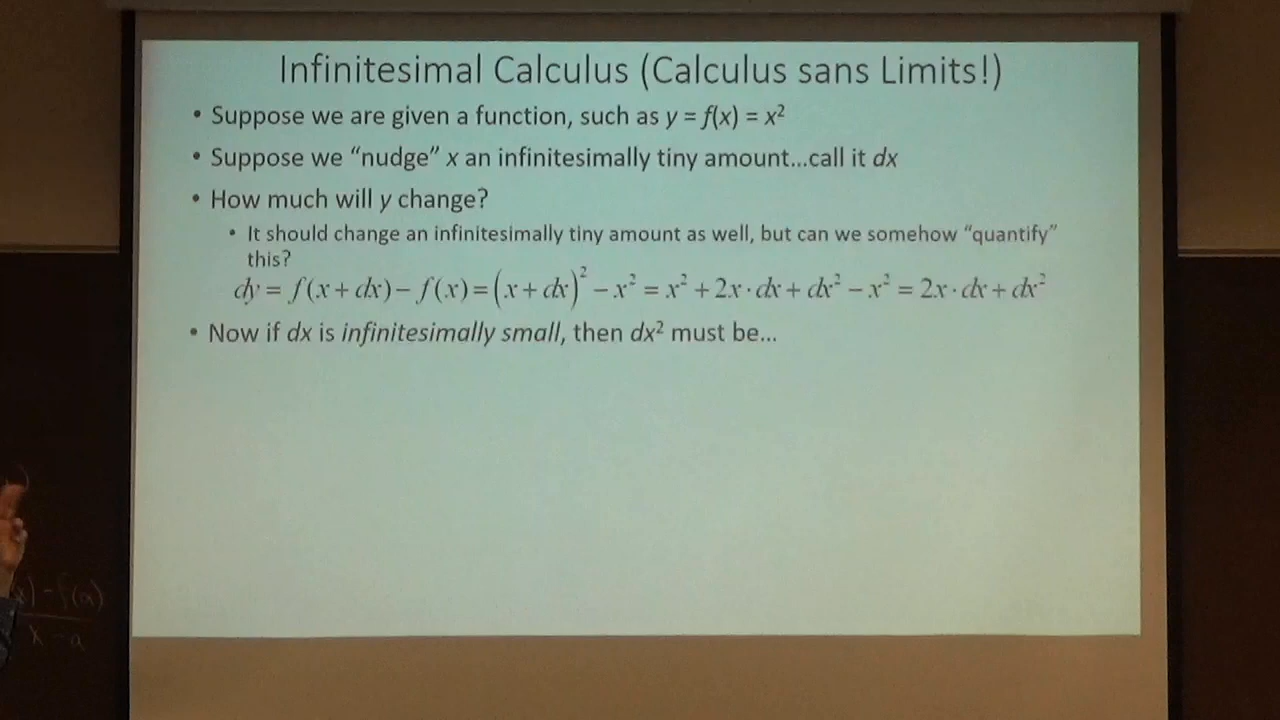 Infinitesimal Calculus (Calculus sans Limits!)
• Suppose we are given a function, such as y = f(x) = x²
• Suppose we “nudge” x an infinitesimally tiny amount...call it dx
• How much will y change?
• It should change an infinitesimally tiny amount as well, but can we somehow “quantify”
this?
dy = f(x + dx) − f(x) = (x + dx)² − x² = x² + 2x · dx + dx² − x² = 2x · dx + dx²
• Now if dx is infinitesimally small, then dx² must be...
) − f(a)
x − a